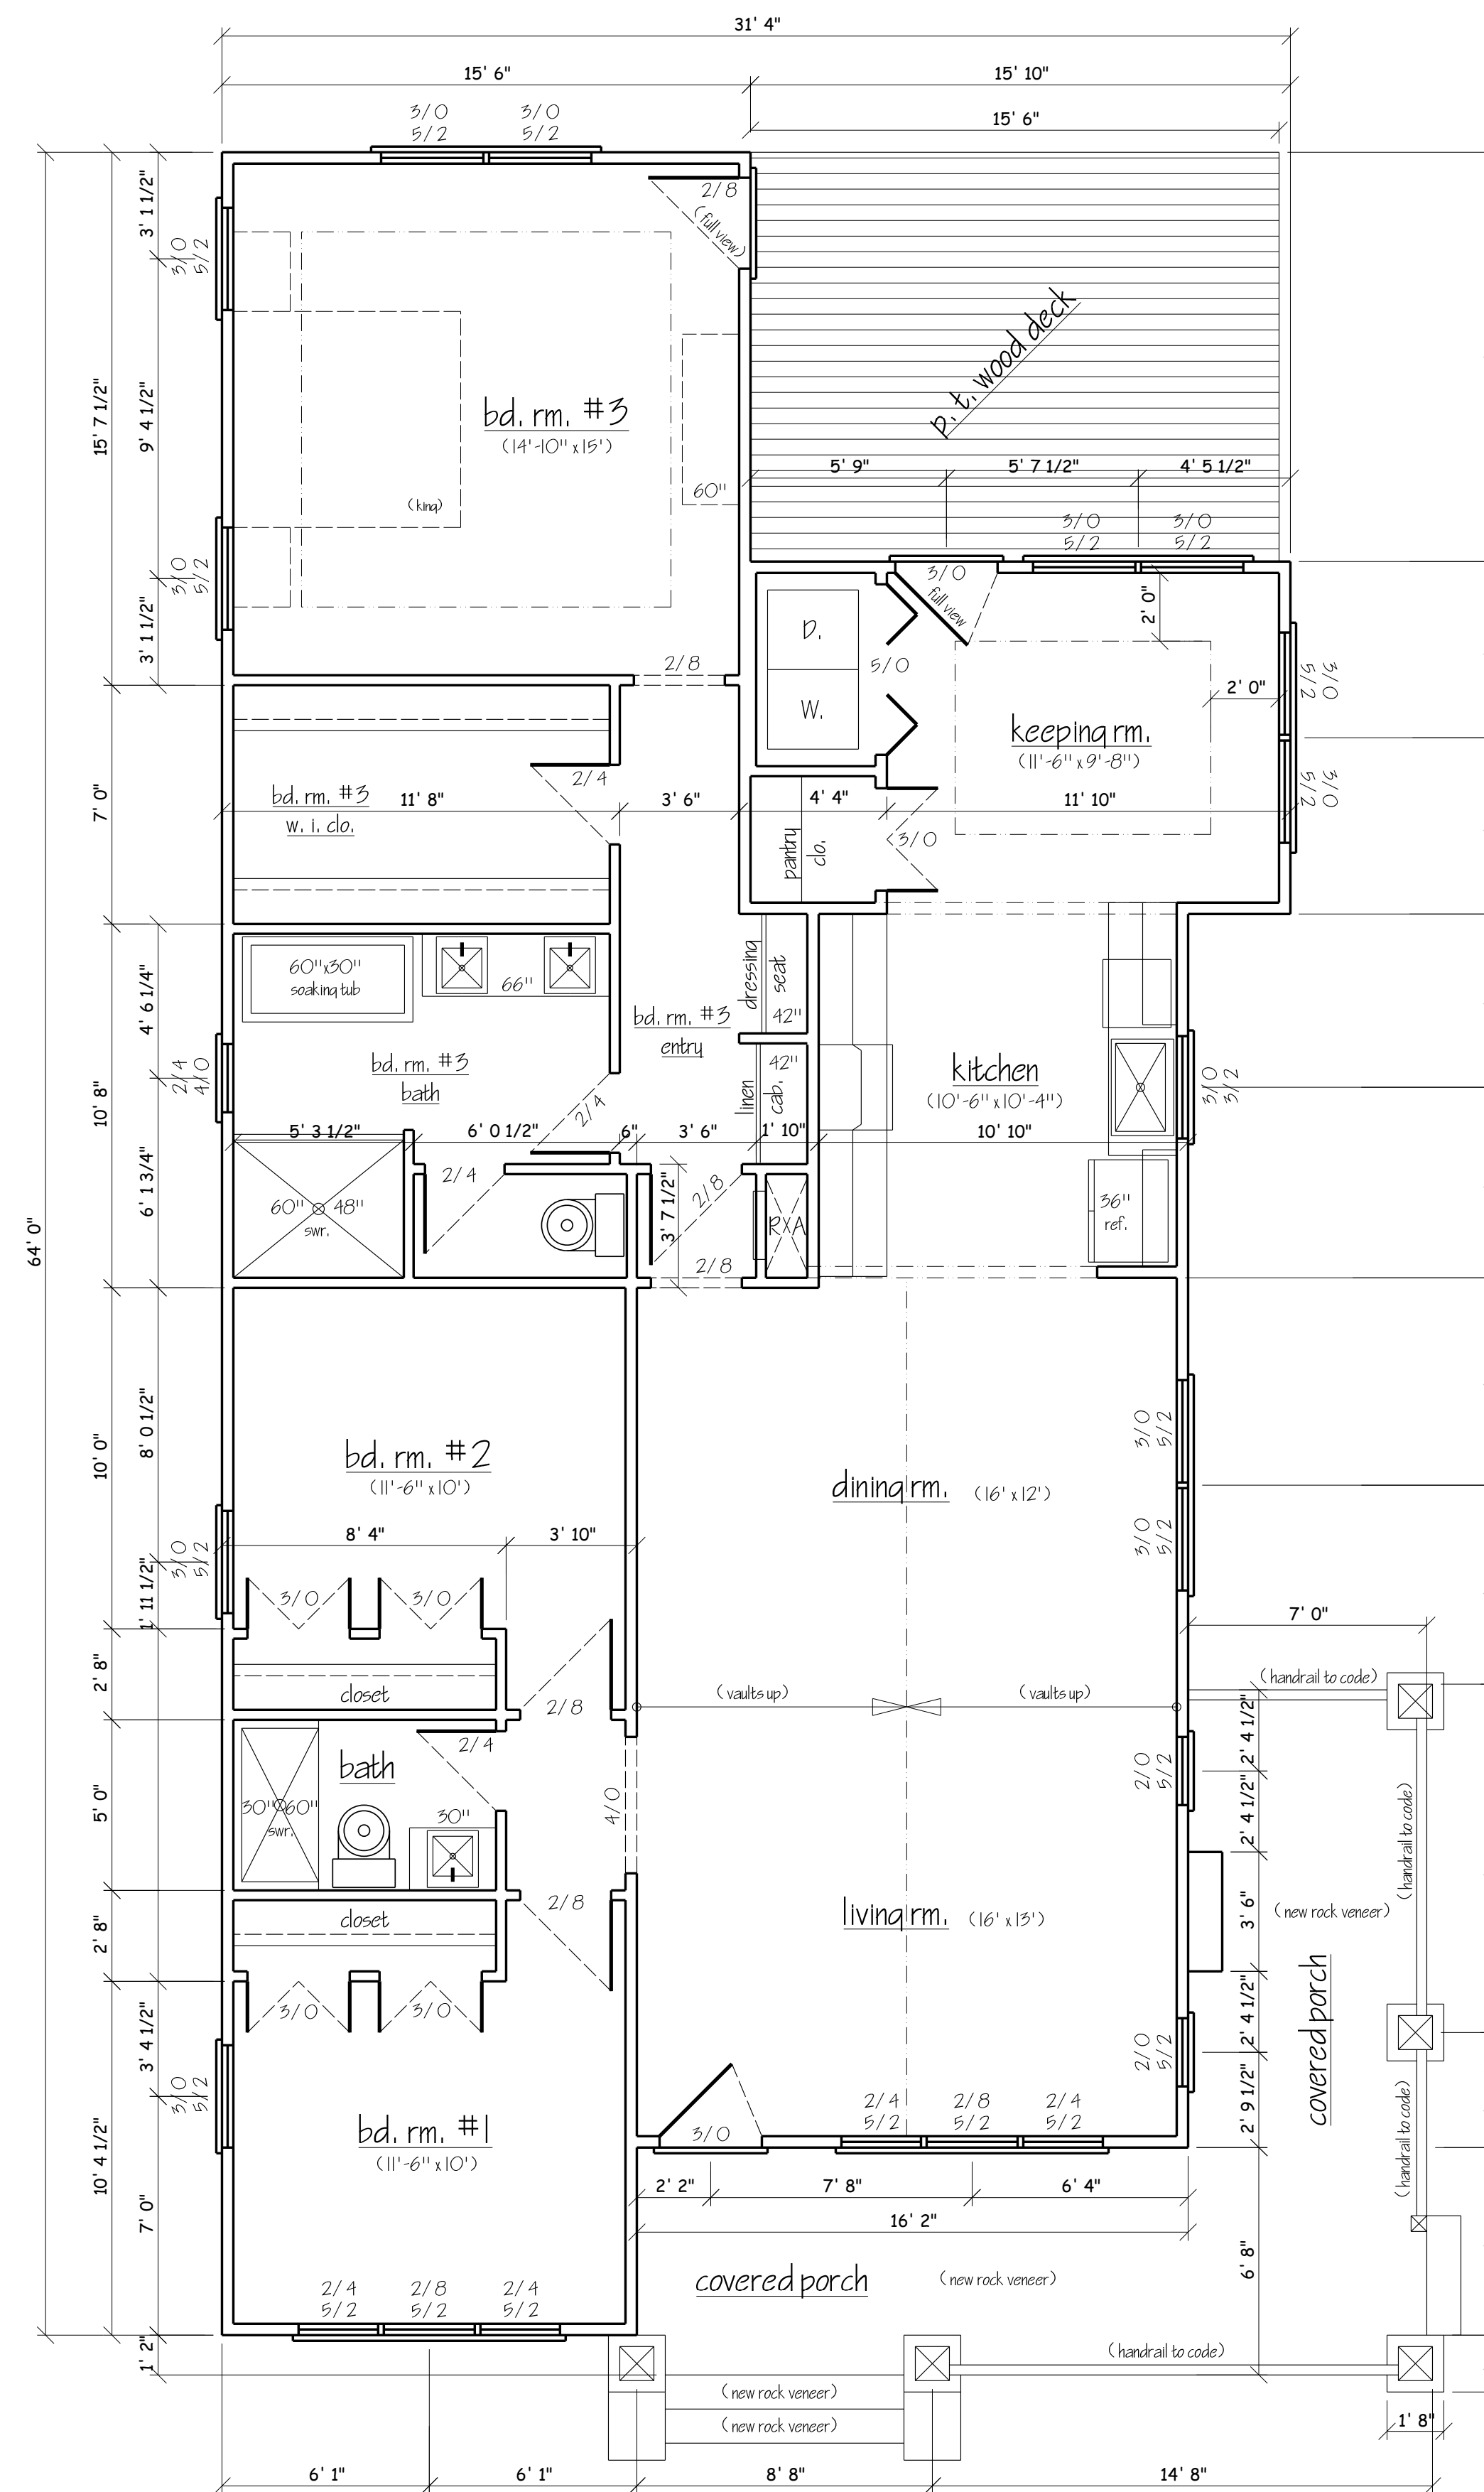 31' 4"
15' 6"
15' 10"
15' 6"
3/0
5/2
3/0
5/2
2/8
(full view)
3' 1 1/2"
3/0
5/2
p. t. wood deck
15' 7 1/2"
9' 4 1/2"
bd. rm. #3
(14'-10" x 15')
(king)
60"
5' 9"
5' 7 1/2"
4' 5 1/2"
3/0
5/2
3/0
5/2
3/0
5/2
3' 1 1/2"
3/0
full view
2' 0"
D.
5/0
W.
2/8
2' 0"
3/0
5/2
keeping rm.
(11'-6" x 9'-8")
3/0
5/2
2/4
7' 0"
bd. rm. #3
w. i. clo.
11' 8"
3' 6"
4' 4"
11' 10"
pantry
clo.
3/0
60"x30"
soaking tub
66"
4' 6 1/4"
dressing
seat
42"
bd. rm. #3
entry
2/4
4/0
bd. rm. #3
bath
42"
linen
cab.
kitchen
(10'-6" x 10'-4")
3/0
3/2
10' 8"
2/4
5' 3 1/2"
6' 0 1/2"
6"
3' 6"
1' 10"
10' 10"
6' 1 3/4"
2/4
2/8
3' 7 1/2"
60"
48"
swr.
R/A
36"
ref.
2/8
64' 0"
8' 0 1/2"
10' 0"
bd. rm. #2
(11'-6" x 10')
dining rm.
(16' x 12')
3/0
5/2
3/0
5/2
8' 4"
3' 10"
3/0
5/2
1' 11 1/2"
3/0
3/0
7' 0"
2' 8"
closet
2/8
(vaults up)
(vaults up)
(handrail to code)
2' 4 1/2"
2/4
bath
2/0
5/2
2' 4 1/2"
5' 0"
30"
60"
swr.
30"
4/0
(handrail to code)
2/8
2' 8"
closet
living rm.
(16' x 13')
3' 6"
(new rock veneer)
3/0
3/0
2' 4 1/2"
covered porch
3' 4 1/2"
3/0
5/2
2/0
5/2
2' 9 1/2"
(handrail to code)
bd. rm. #1
(11'-6" x 10')
3/0
2/4
5/2
2/8
5/2
2/4
5/2
10' 4 1/2"
7' 0"
2' 2"
7' 8"
6' 4"
16' 2"
6' 8"
covered porch
(new rock veneer)
2/4
5/2
2/8
5/2
2/4
5/2
1' 2"
(handrail to code)
(new rock veneer)
(new rock veneer)
1' 8"
6' 1"
6' 1"
8' 8"
14' 8"